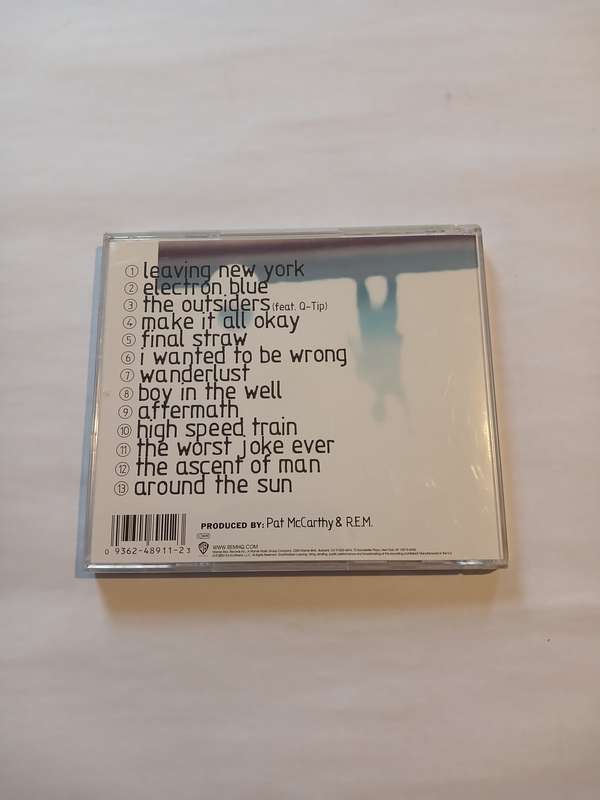 1 leaving new york
2 electron blue
3 the outsiders (feat. Q-Tip)
4 make it all okay
5 final straw
6 i wanted to be wrong
7 wanderlust
8 boy in the well
9 aftermath
10 high speed train
11 the worst joke ever
12 the ascent of man
13 around the sun
PRODUCED BY: Pat McCarthy & R.E.M.
0 9362-48911-2 3
WWW.REMHQ.COM